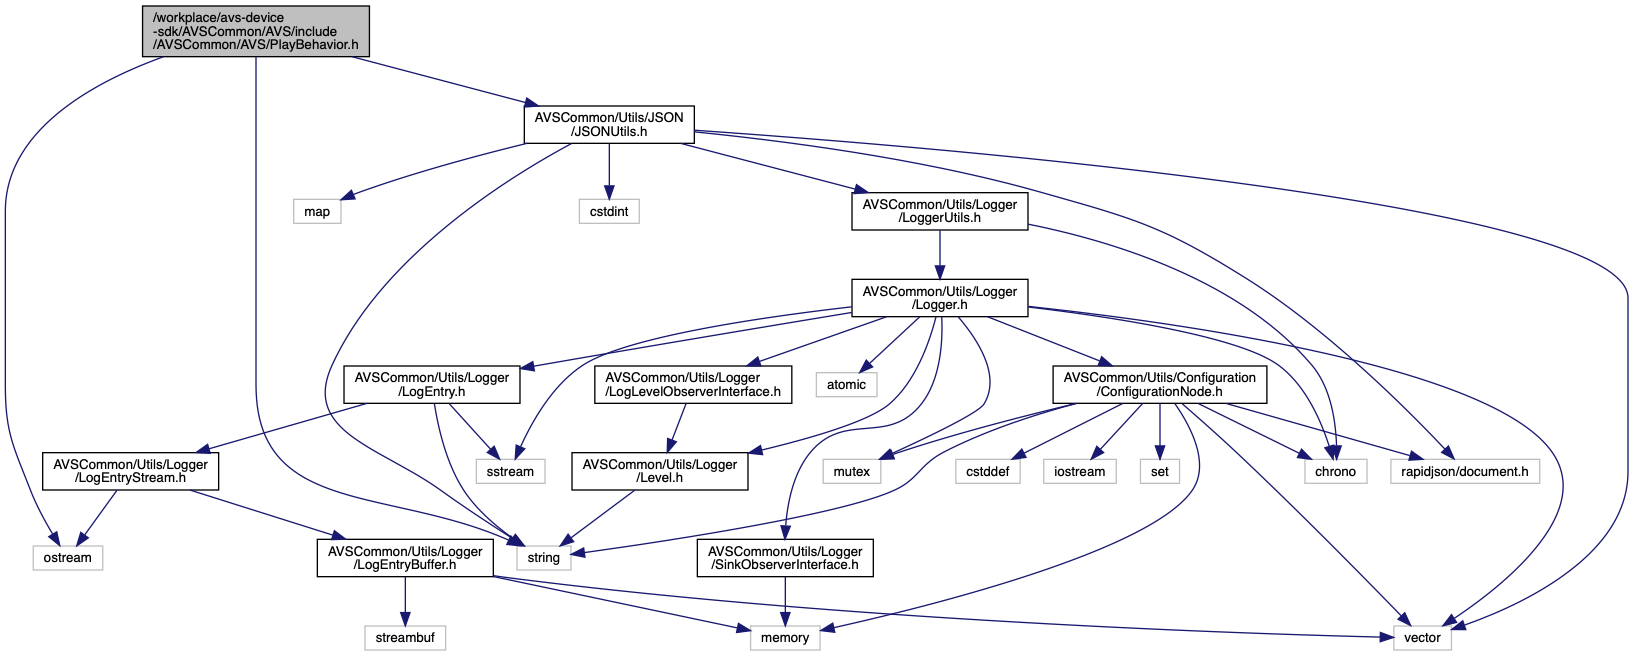 /workplace/avs-device
-sdk/AVSCommon/AVS/include
/AVSCommon/AVS/PlayBehavior.h
AVSCommon/Utils/JSON
/JSONUtils.h
map
cstdint
AVSCommon/Utils/Logger
/LoggerUtils.h
AVSCommon/Utils/Logger
/Logger.h
AVSCommon/Utils/Logger
/LogEntry.h
AVSCommon/Utils/Logger
/LogLevelObserverInterface.h
atomic
AVSCommon/Utils/Configuration
/ConfigurationNode.h
AVSCommon/Utils/Logger
/LogEntryStream.h
sstream
AVSCommon/Utils/Logger
/Level.h
mutex
cstddef
iostream
set
chrono
rapidjson/document.h
ostream
AVSCommon/Utils/Logger
/LogEntryBuffer.h
string
AVSCommon/Utils/Logger
/SinkObserverInterface.h
streambuf
memory
vector